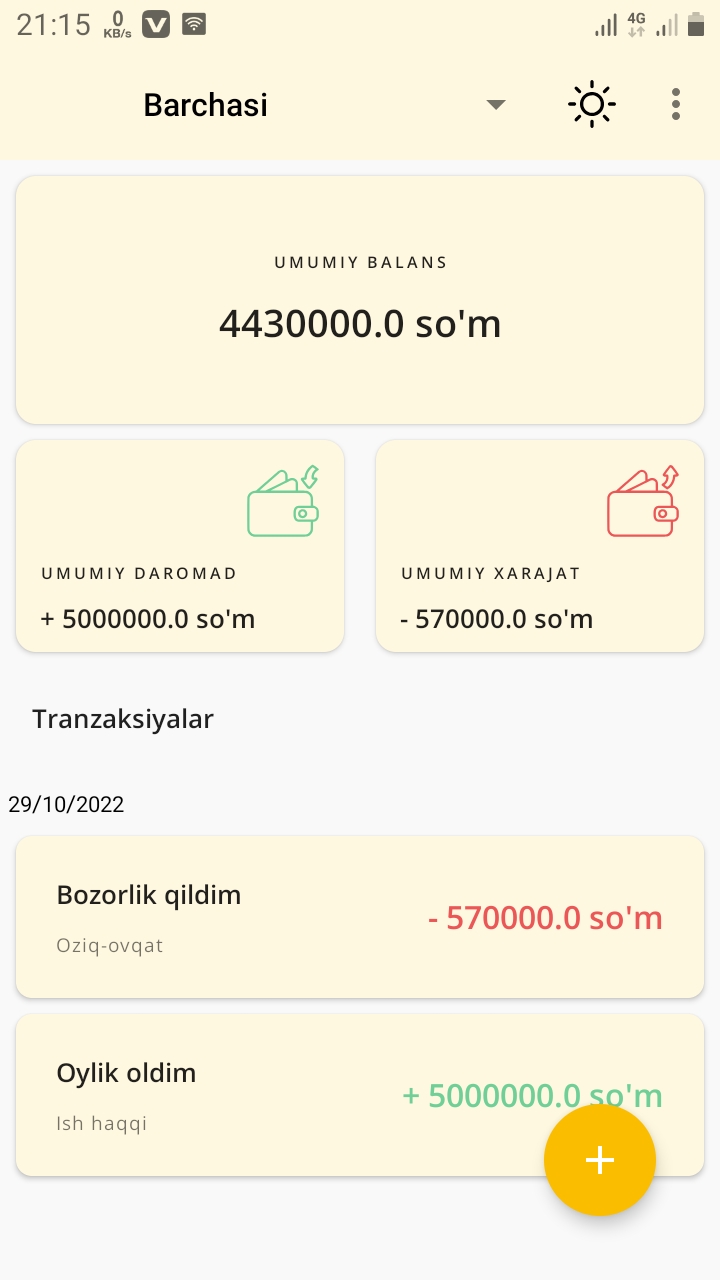 21:15 0 KB/s V 4G
Barchasi
UMUMIY BALANS
4430000.0 so'm
UMUMIY DAROMAD
+ 5000000.0 so'm
UMUMIY XARAJAT
- 570000.0 so'm
Tranzaksiyalar
29/10/2022
Bozorlik qildim
- 570000.0 so'm
Oziq-ovqat
Oylik oldim
+ 5000000.0 so'm
Ish haqqi
+